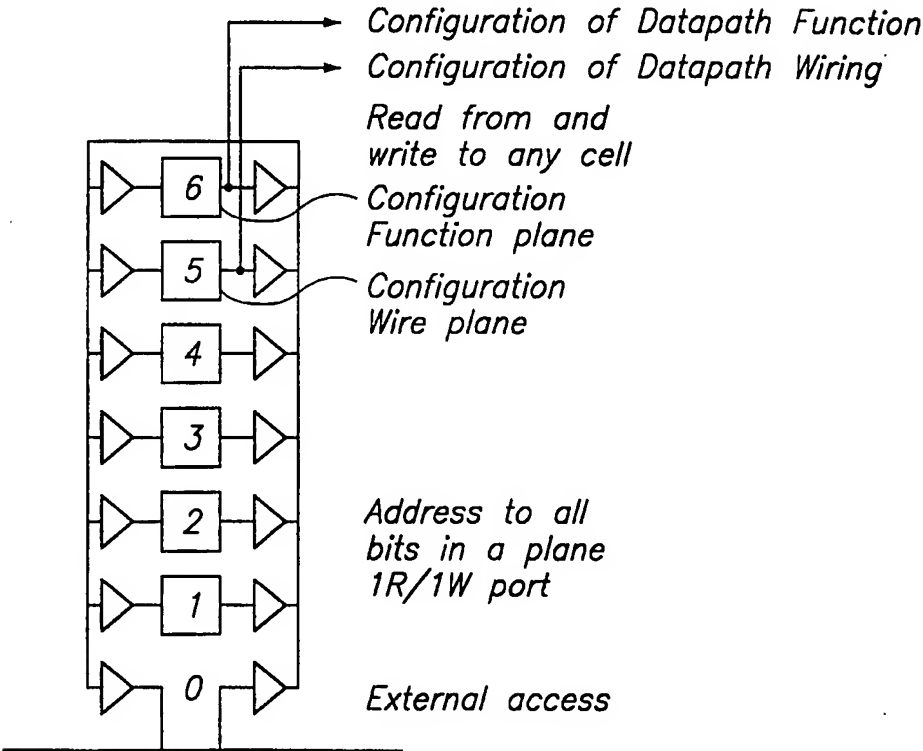 Configuration of Datapath Function
Configuration of Datapath Wiring
Read from and
write to any cell
6
Configuration
Function plane
5
Configuration
Wire plane
4
3
2
Address to all
bits in a plane
1R/1W port
1
0
External access